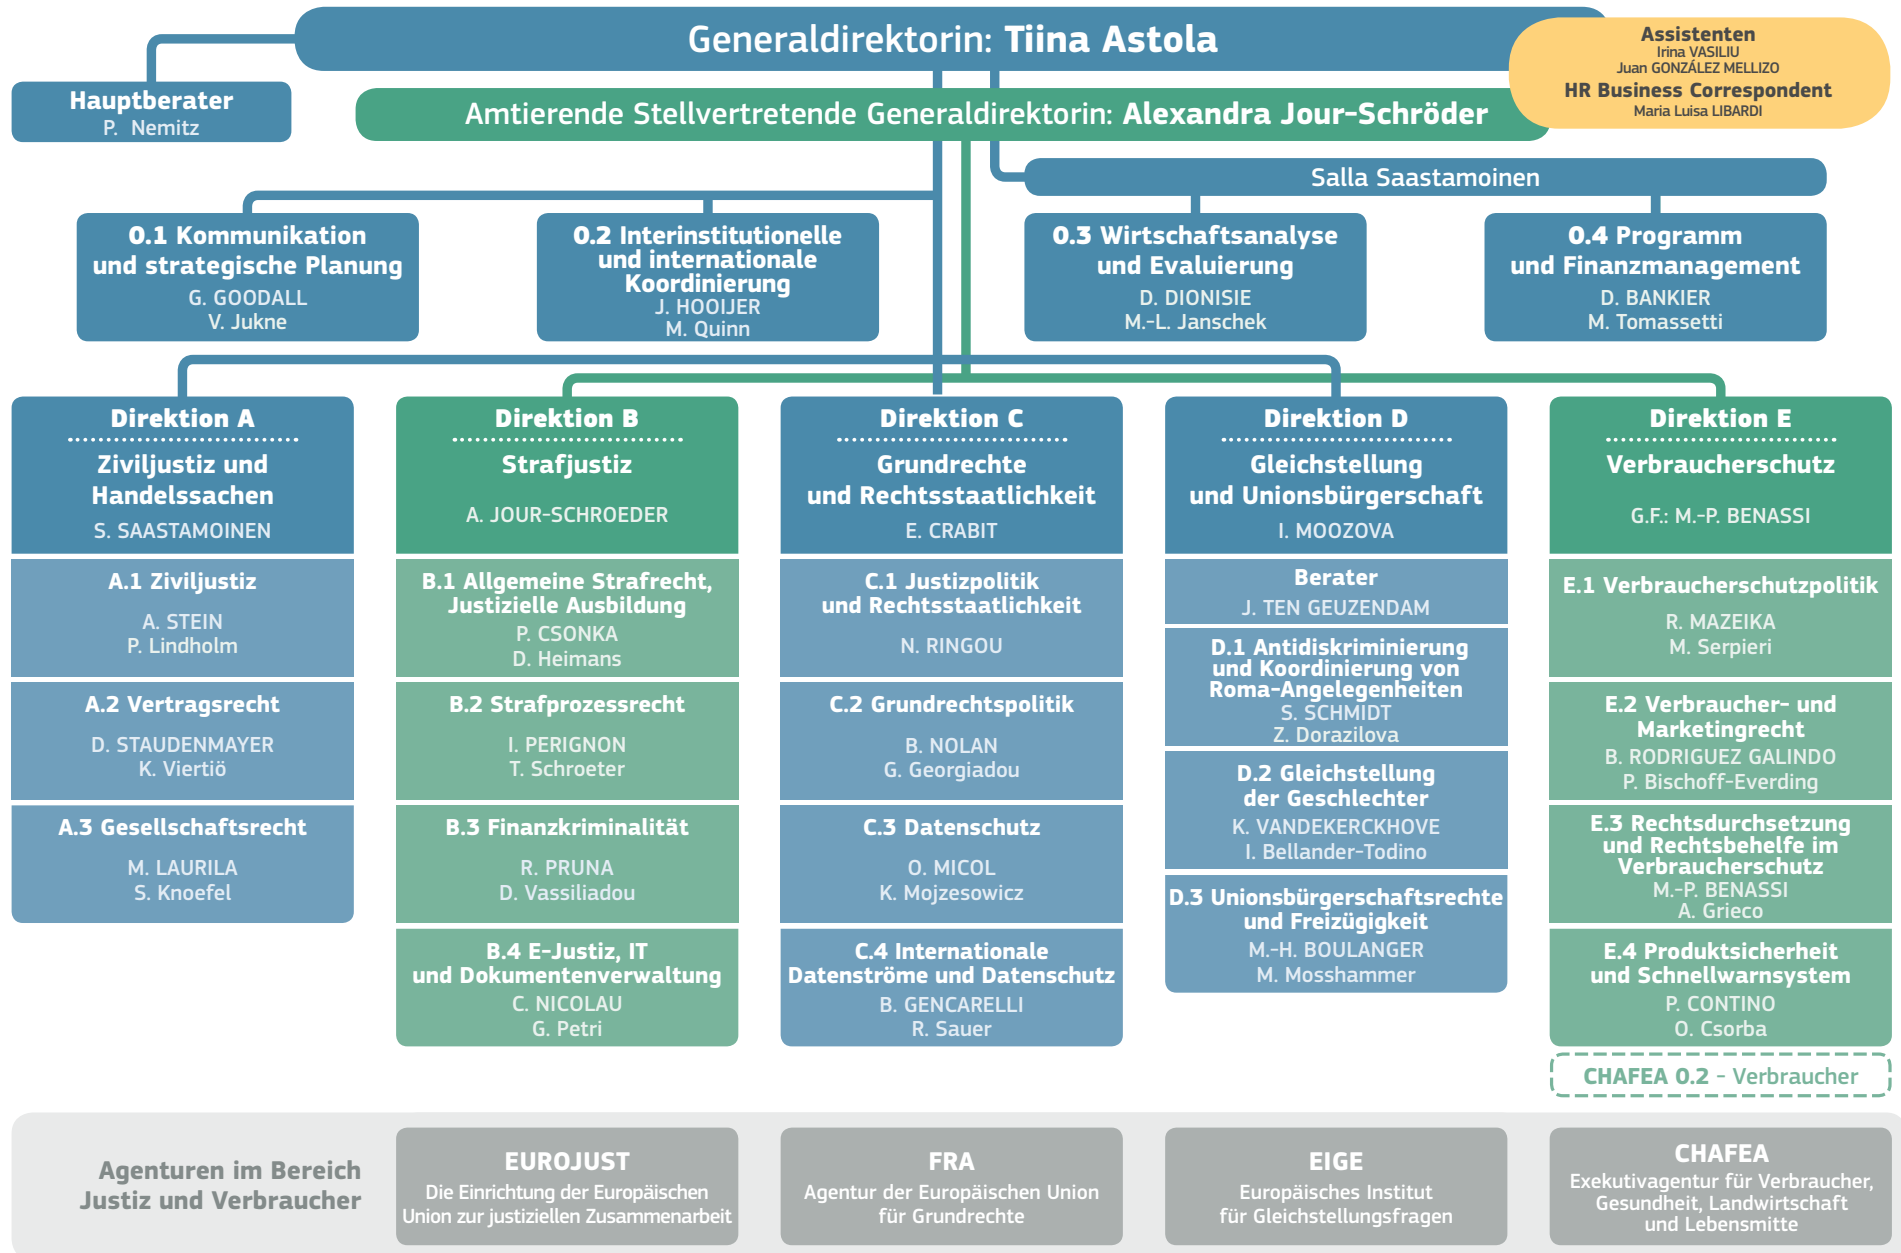 Generaldirektorin: Tiina Astola
Assistenten
Irina VASILIU
Juan GONZÁLEZ MELLIZO
HR Business Correspondent
Maria Luisa LIBARDI
Hauptberater
P. Nemitz
Amtierende Stellvertretende Generaldirektorin: Alexandra Jour-Schröder
Salla Saastamoinen
0.1 Kommunikation
und strategische Planung
G. GOODALL
V. Jukne
0.2 Interinstitutionelle
und internationale
Koordinierung
J. HOOIJER
M. Quinn
0.3 Wirtschaftsanalyse
und Evaluierung
D. DIONISIE
M.-L. Janschek
0.4 Programm
und Finanzmanagement
D. BANKIER
M. Tomassetti
Direktion A
Ziviljustiz und
Handelssachen
S. SAASTAMOINEN
A.1 Ziviljustiz
A. STEIN
P. Lindholm
A.2 Vertragsrecht
D. STAUDENMAYER
K. Viertiö
A.3 Gesellschaftsrecht
M. LAURILA
S. Knoefel
Direktion B
Strafjustiz
A. JOUR-SCHROEDER
B.1 Allgemeine Strafrecht,
Justizielle Ausbildung
P. CSONKA
D. Heimans
B.2 Strafprozessrecht
I. PERIGNON
T. Schroeter
B.3 Finanzkriminalität
R. PRUNA
D. Vassiliadou
B.4 E-Justiz, IT
und Dokumentenverwaltung
C. NICOLAU
G. Petri
Direktion C
Grundrechte
und Rechtsstaatlichkeit
E. CRABIT
C.1 Justizpolitik
und Rechtsstaatlichkeit
N. RINGOU
C.2 Grundrechtspolitik
B. NOLAN
G. Georgiadou
C.3 Datenschutz
O. MICOL
K. Mojzesowicz
C.4 Internationale
Datenströme und Datenschutz
B. GENCARELLI
R. Sauer
Direktion D
Gleichstellung
und Unionsbürgerschaft
I. MOOZOVA
Berater
J. TEN GEUZENDAM
D.1 Antidiskriminierung
und Koordinierung von
Roma-Angelegenheiten
S. SCHMIDT
Z. Dorazilova
D.2 Gleichstellung
der Geschlechter
K. VANDEKERCKHOVE
I. Bellander-Todino
D.3 Unionsbürgerschaftsrechte
und Freizügigkeit
M.-H. BOULANGER
M. Mosshammer
Direktion E
Verbraucherschutz
G.F.: M.-P. BENASSI
E.1 Verbraucherschutzpolitik
R. MAZEIKA
M. Serpieri
E.2 Verbraucher- und
Marketingrecht
B. RODRIGUEZ GALINDO
P. Bischoff-Everding
E.3 Rechtsdurchsetzung
und Rechtsbehelfe im
Verbraucherschutz
M.-P. BENASSI
A. Grieco
E.4 Produktsicherheit
und Schnellwarnsystem
P. CONTINO
O. Csorba
CHAFEA 0.2 - Verbraucher
Agenturen im Bereich
Justiz und Verbraucher
EUROJUST
Die Einrichtung der Europäischen
Union zur justiziellen Zusammenarbeit
FRA
Agentur der Europäischen Union
für Grundrechte
EIGE
Europäisches Institut
für Gleichstellungsfragen
CHAFEA
Exekutivagentur für Verbraucher,
Gesundheit, Landwirtschaft
und Lebensmitte